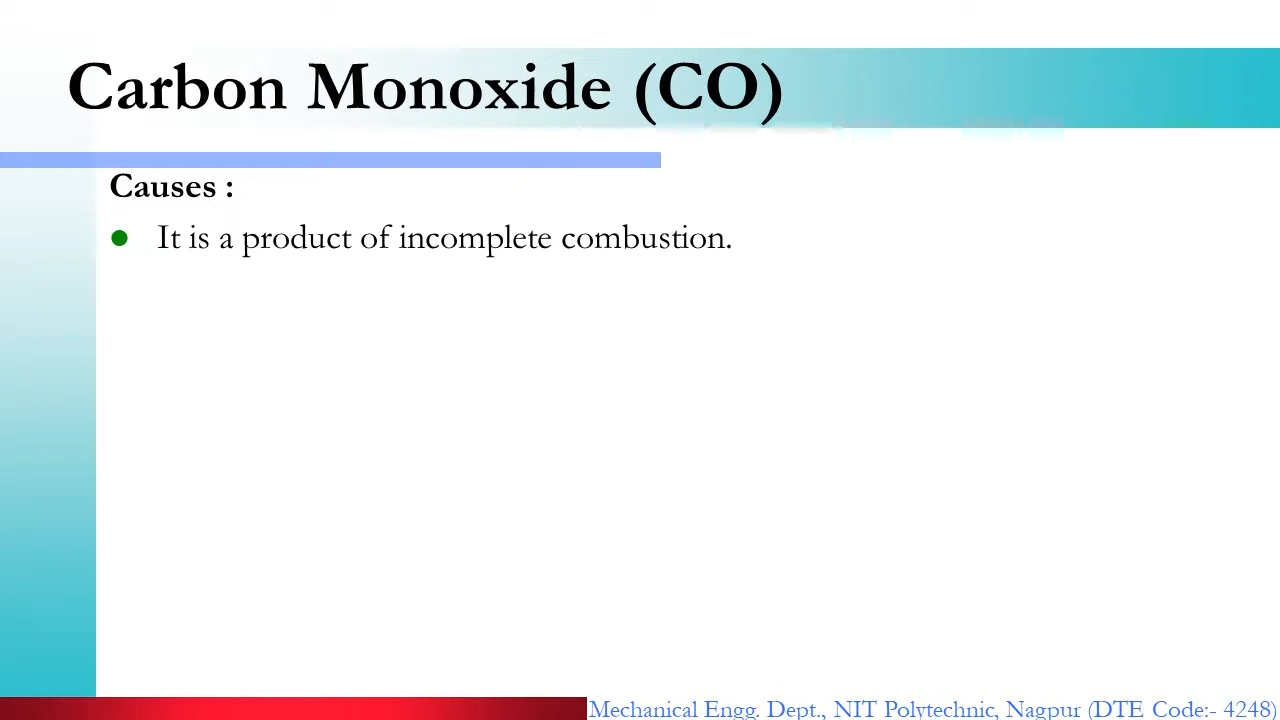 Carbon Monoxide (CO)
Causes :
It is a product of incomplete combustion.
Mechanical Engg. Dept., NIT Polytechnic, Nagpur (DTE Code:- 4248)